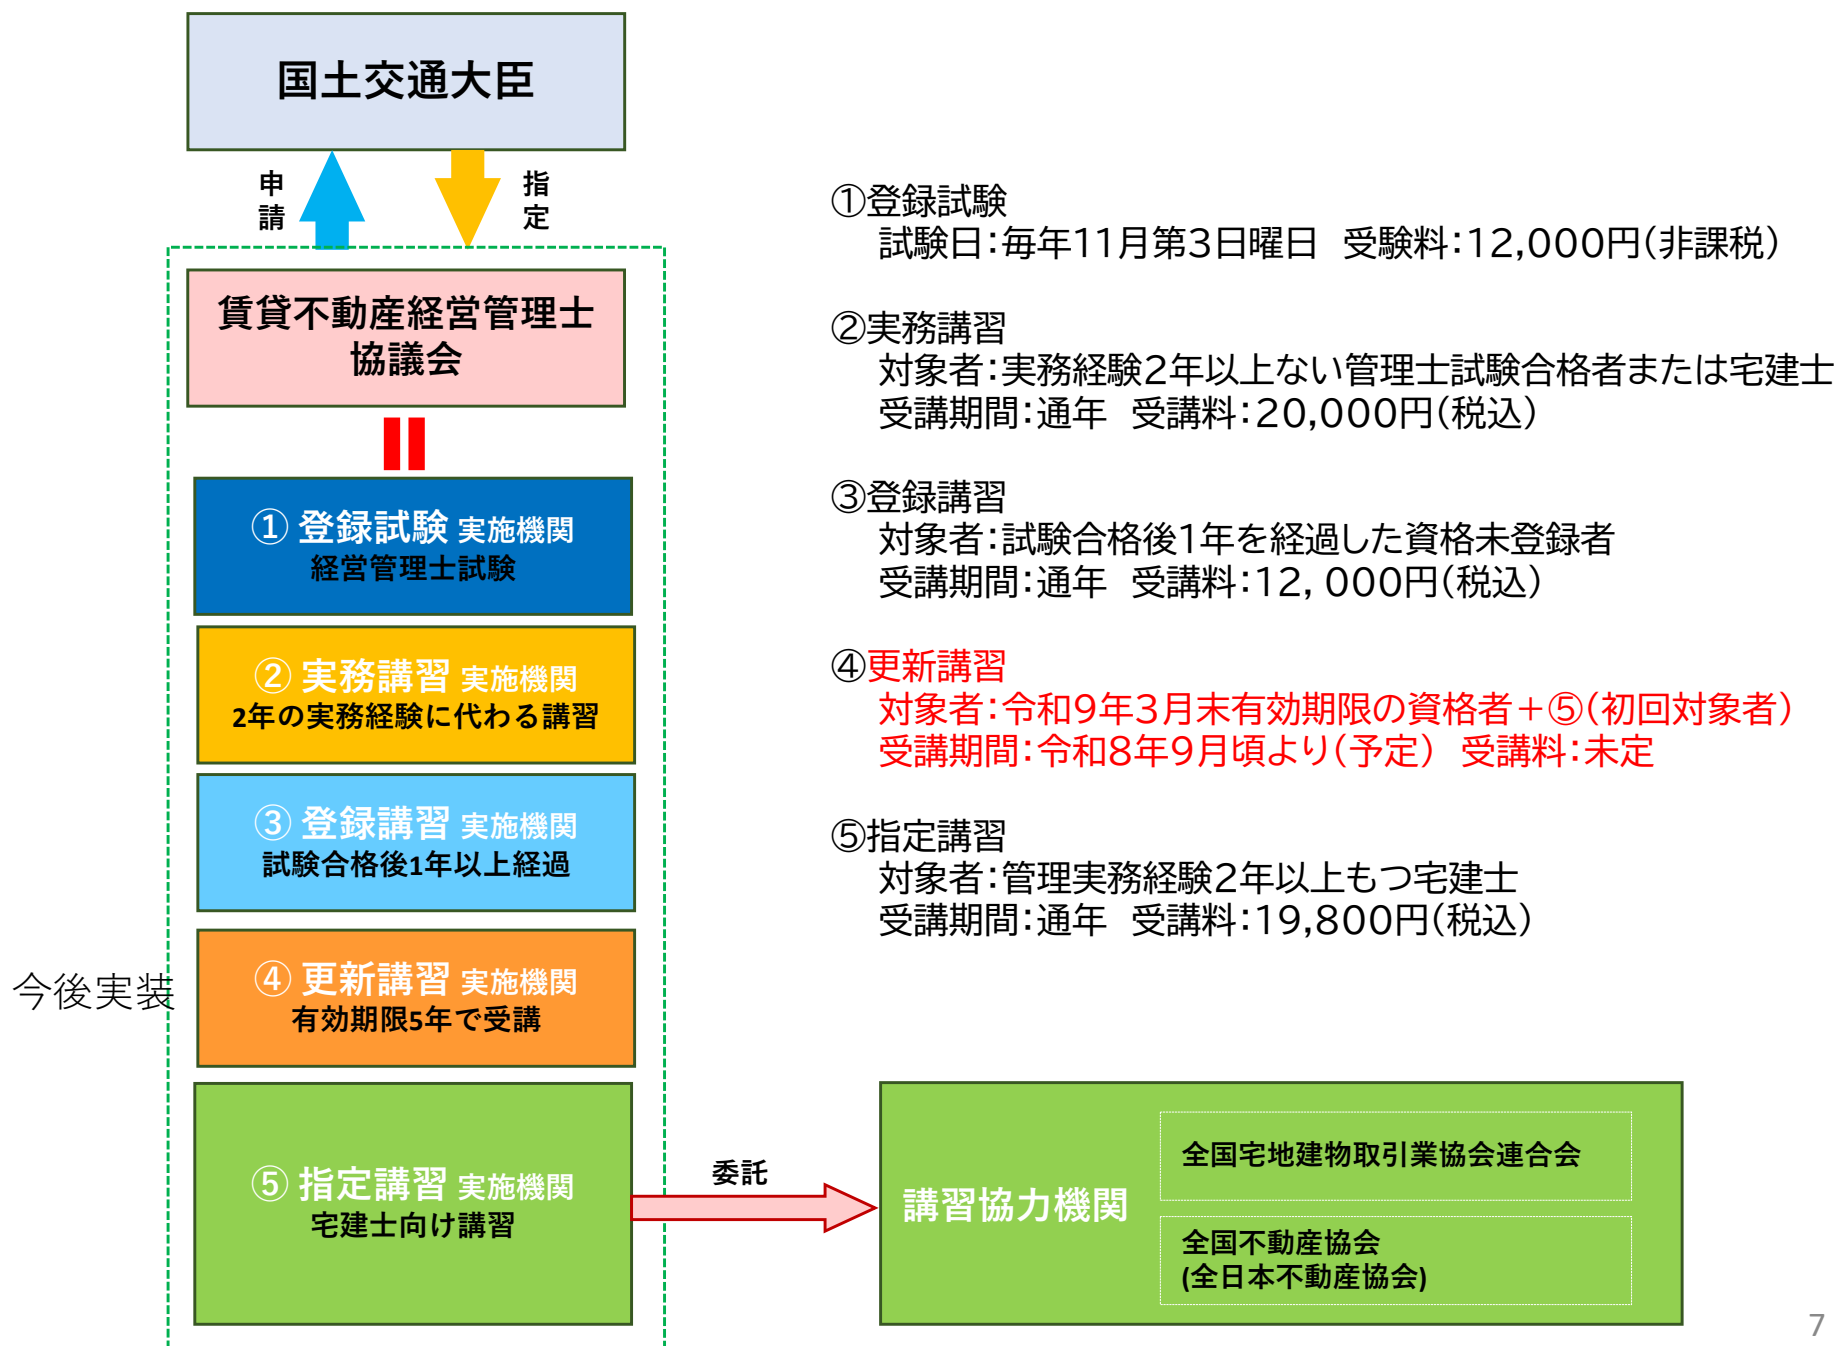 国土交通大臣
申請
指定
賃貸不動産経営管理士
協議会
① 登録試験 実施機関
経営管理士試験
② 実務講習 実施機関
2年の実務経験に代わる講習
③ 登録講習 実施機関
試験合格後1年以上経過
今後実装
④ 更新講習 実施機関
有効期限5年で受講
⑤ 指定講習 実施機関
宅建士向け講習
委託
講習協力機関
全国宅地建物取引業協会連合会
全国不動産協会
(全日本不動産協会)
①登録試験
試験日：毎年11月第3日曜日 受験料：12,000円(非課税)
②実務講習
対象者：実務経験2年以上ない管理士試験合格者または宅建士
受講期間：通年 受講料：20,000円(税込)
③登録講習
対象者：試験合格後1年を経過した資格未登録者
受講期間：通年 受講料：12, 000円(税込)
④更新講習
対象者：令和9年3月末有効期限の資格者＋⑤(初回対象者)
受講期間：令和8年9月頃より(予定) 受講料：未定
⑤指定講習
対象者：管理実務経験2年以上もつ宅建士
受講期間：通年 受講料：19,800円(税込)
7